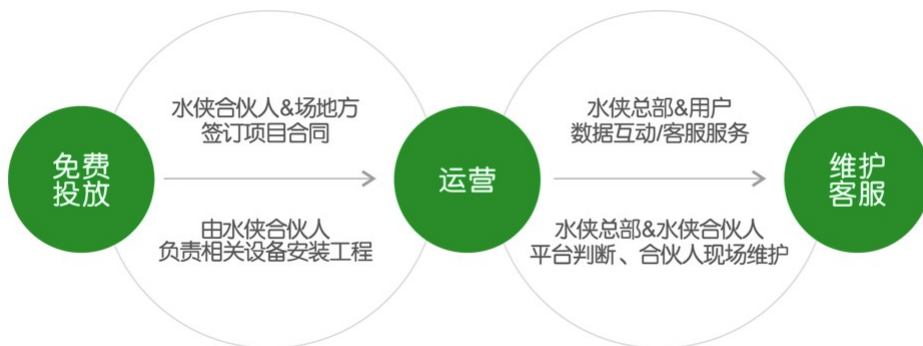 免费
投放
水侠合伙人&场地方
签订项目合同
由水侠合伙人
负责相关设备安装工程
运营
水侠总部&用户
数据互动/客服服务
水侠总部&水侠合伙人
平台判断、合伙人现场维护
维护
客服